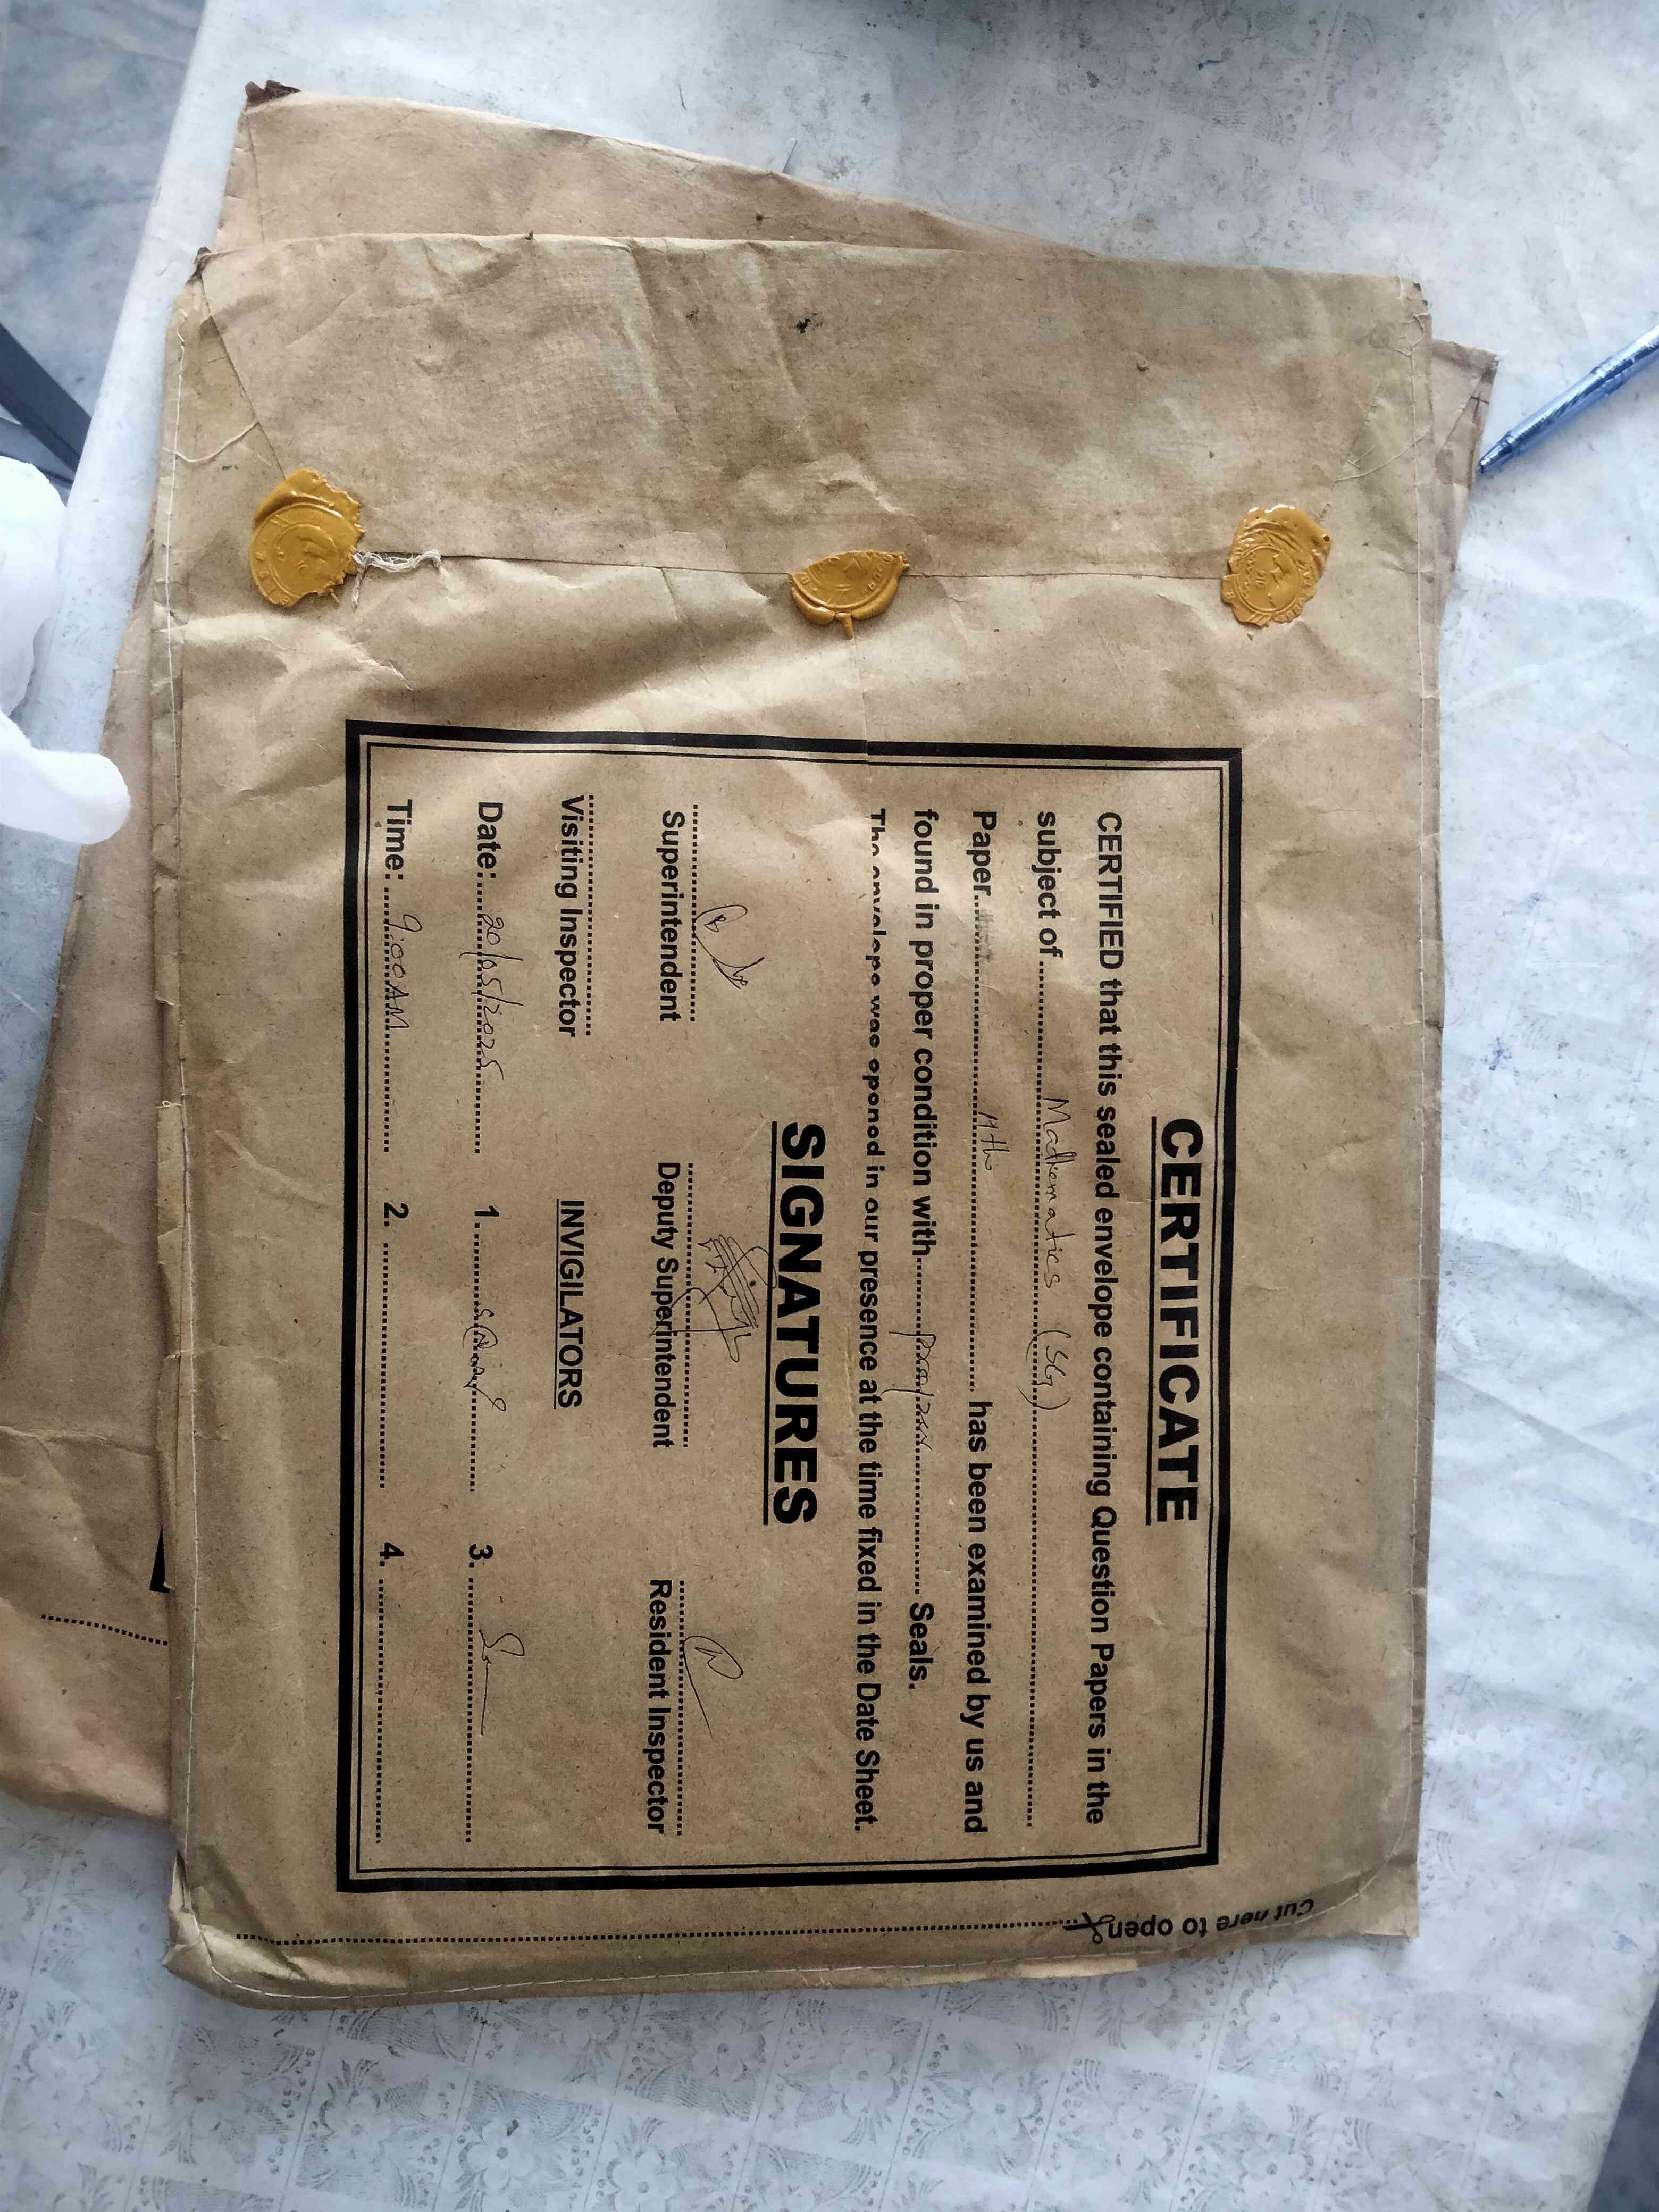 CERTIFICATE
CERTIFIED that this sealed envelope containing Question Papers in the
subject of Mathematics (SG)
Paper 11th has been examined by us and
found in proper condition with proper Seals.
The envelope was opened in our presence at the time fixed in the Date Sheet.
SIGNATURES
Superintendent Deputy Superintendent Resident Inspector
Visiting Inspector INVIGILATORS
Date: 20/05/2025 1. 3.
Time: 9:00 AM 2. 4.
Cut here to open